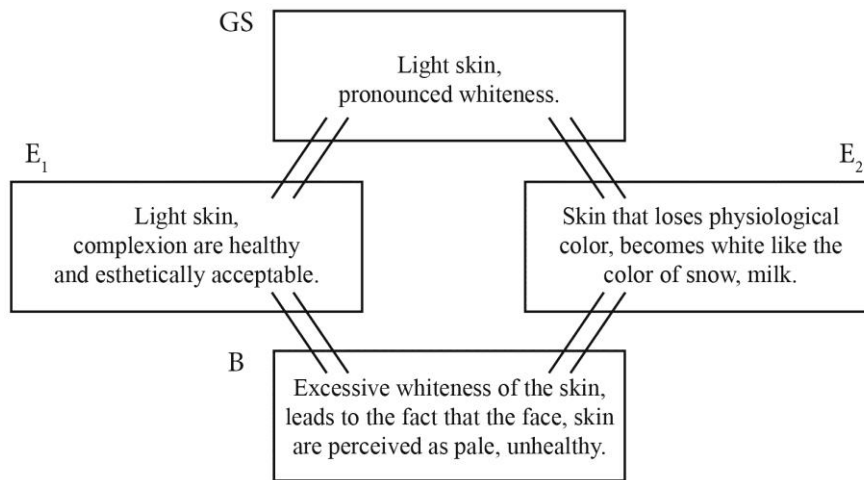 GS
Light skin,
pronounced whiteness.
E₁
Light skin,
complexion are healthy
and esthetically acceptable.
E₂
Skin that loses physiological
color, becomes white like the
color of snow, milk.
B
Excessive whiteness of the skin,
leads to the fact that the face, skin
are perceived as pale, unhealthy.